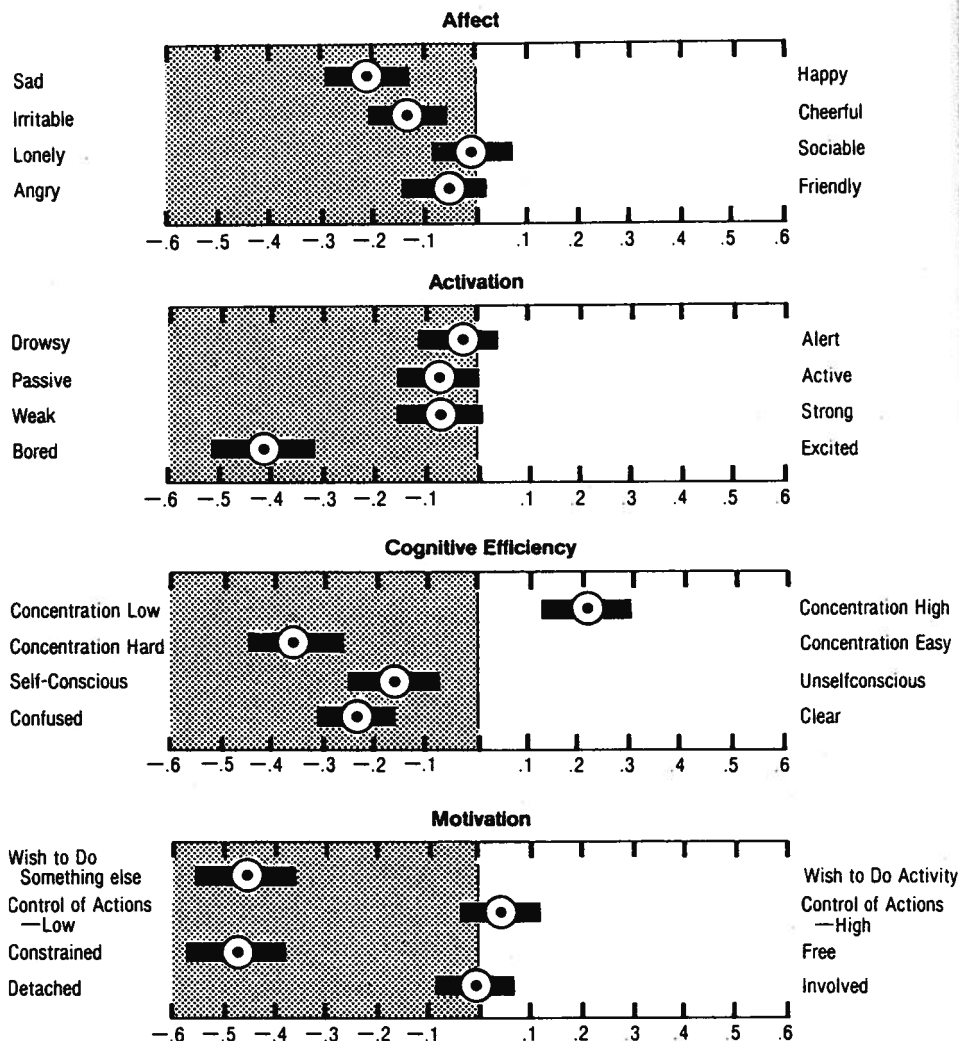 Affect
Sad Happy
Irritable Cheerful
Lonely Sociable
Angry Friendly
—.6 —.5 —.4 —.3 —.2 —.1 .1 .2 .3 .4 .5 .6
Activation
Drowsy Alert
Passive Active
Weak Strong
Bored Excited
—.6 —.5 —.4 —.3 —.2 —.1 .1 .2 .3 .4 .5 .6
Cognitive Efficiency
Concentration Low Concentration High
Concentration Hard Concentration Easy
Self-Conscious Unselfconscious
Confused Clear
—.6 —.5 —.4 —.3 —.2 —.1 .1 .2 .3 .4 .5 .6
Motivation
Wish to Do
Something else Wish to Do Activity
Control of Actions Control of Actions
—Low —High
Constrained Free
Detached Involved
—.6 —.5 —.4 —.3 —.2 —.1 .1 .2 .3 .4 .5 .6